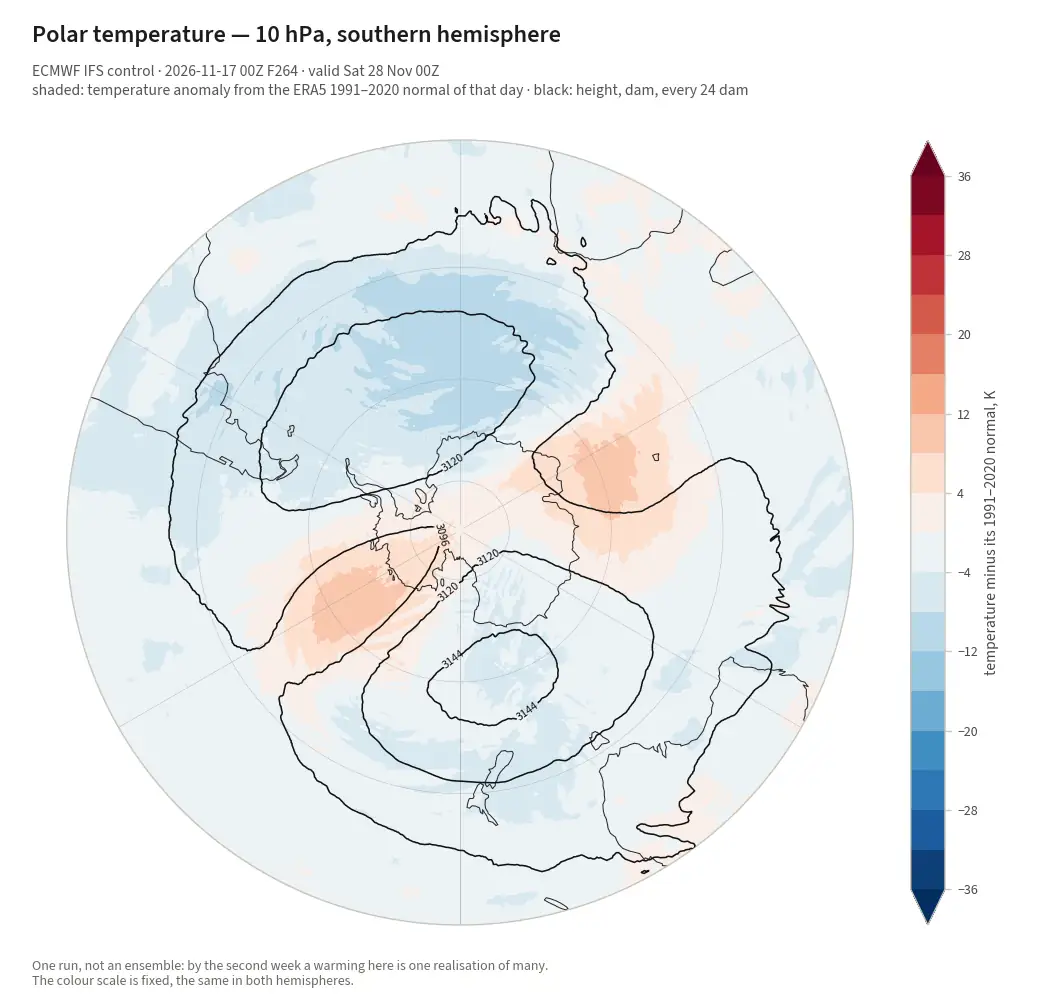 Polar temperature — 10 hPa, southern hemisphere
ECMWF IFS control · 2026-11-17 00Z F264 · valid Sat 28 Nov 00Z
shaded: temperature anomaly from the ERA5 1991–2020 normal of that day · black: height, dam, every 24 dam
36
28
20
12
4
−4
−12
−20
−28
−36
temperature minus its 1991–2020 normal, K
3120
3096
3120
3120
3144
3144
One run, not an ensemble: by the second week a warming here is one realisation of many.
The colour scale is fixed, the same in both hemispheres.